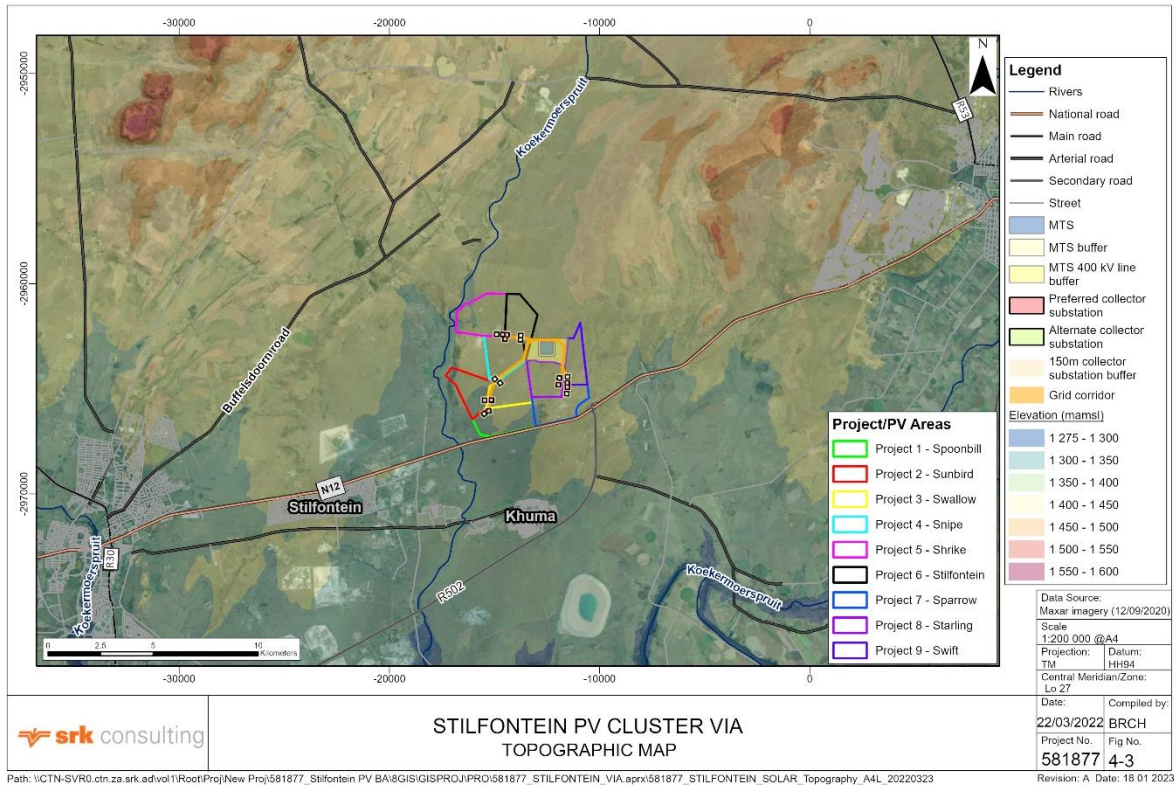 -30000
-20000
-10000
0
-2950000
-2960000
-2970000
N
Koekermoerspruit
R53
Buffelsdoorn road
N12
Stilfontein
Khuma
R30
Koekermoerspruit
R502
Koekermoerspruit
0 2.5 5 10
Kilometers
-30000
-20000
-10000
0
Legend
Rivers
National road
Main road
Arterial road
Secondary road
Street
MTS
MTS buffer
MTS 400 kV line
buffer
Preferred collector
substation
Alternate collector
substation
150m collector
substation buffer
Grid corridor
Elevation (mamsl)
1 275 - 1 300
1 300 - 1 350
1 350 - 1 400
1 400 - 1 450
1 450 - 1 500
1 500 - 1 550
1 550 - 1 600
Project/PV Areas
Project 1 - Spoonbill
Project 2 - Sunbird
Project 3 - Swallow
Project 4 - Snipe
Project 5 - Shrike
Project 6 - Stilfontein
Project 7 - Sparrow
Project 8 - Starling
Project 9 - Swift
Data Source:
Maxar imagery (12/09/2020)
Scale
1:200 000 @A4
Projection: Datum:
TM HH94
Central Meridian/Zone:
Lo 27
Date: Compiled by:
22/03/2022 BRCH
Project No. Fig No.
581877 4-3
srk consulting
STILFONTEIN PV CLUSTER VIA
TOPOGRAPHIC MAP
Path: \\CTN-SVR0.ctn.za.srk.ad\vol1\Root\Proj\New Proj\581877_Stilfontein PV BA\8GIS\GISPROJ\PRO\581877_STILFONTEIN_VIA.aprx\581877_STILFONTEIN_SOLAR_Topography_A4L_20220323
Revision: A Date: 18 01 2023